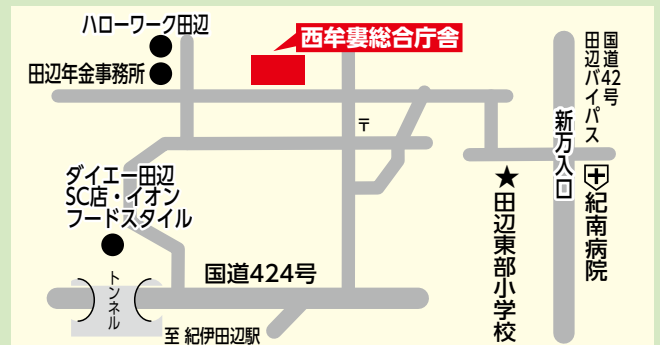 ハローワーク田辺
西牟婁総合庁舎
田辺年金事務所
国道42号
田辺バイパス
〒
新万入口
ダイエー田辺
SC店・イオン
フードスタイル
田辺東部小学校
紀南病院
国道424号
トンネル
至 紀伊田辺駅